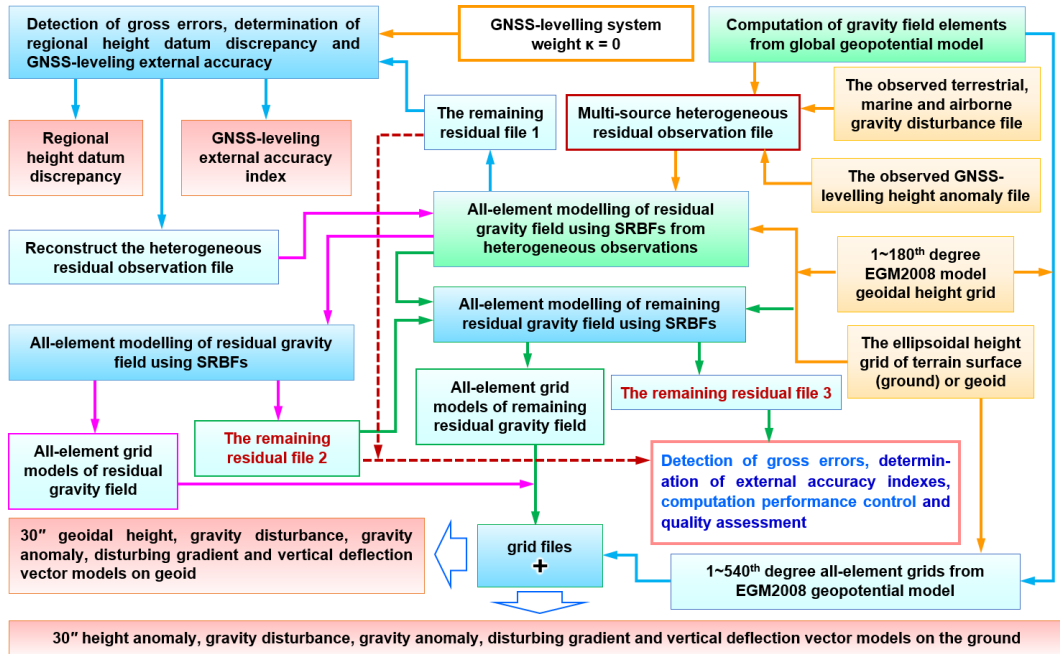 Detection of gross errors, determination of
regional height datum discrepancy and
GNSS-leveling external accuracy
GNSS-levelling system
weight κ = 0
Computation of gravity field elements
from global geopotential model
The observed terrestrial,
marine and airborne
gravity disturbance file
The remaining
residual file 1
Multi-source heterogeneous
residual observation file
Regional
height datum
discrepancy
GNSS-leveling
external accuracy
index
The observed GNSS-
levelling height anomaly file
Reconstruct the heterogeneous
residual observation file
All-element modelling of residual
gravity field using SRBFs from
heterogeneous observations
1~180th degree
EGM2008 model
geoidal height grid
All-element modelling of remaining
residual gravity field using SRBFs
All-element modelling of residual gravity
field using SRBFs
The ellipsoidal height
grid of terrain surface
(ground) or geoid
All-element grid
models of remaining
residual gravity field
The remaining residual file 3
All-element grid
models of residual
gravity field
The remaining
residual file 2
Detection of gross errors, determin-
ation of external accuracy indexes,
computation performance control and
quality assessment
30″ geoidal height, gravity disturbance, gravity
anomaly, disturbing gradient and vertical deflection
vector models on geoid
grid files
+
1~540th degree all-element grids from
EGM2008 geopotential model
30″ height anomaly, gravity disturbance, gravity anomaly, disturbing gradient and vertical deflection vector models on the ground